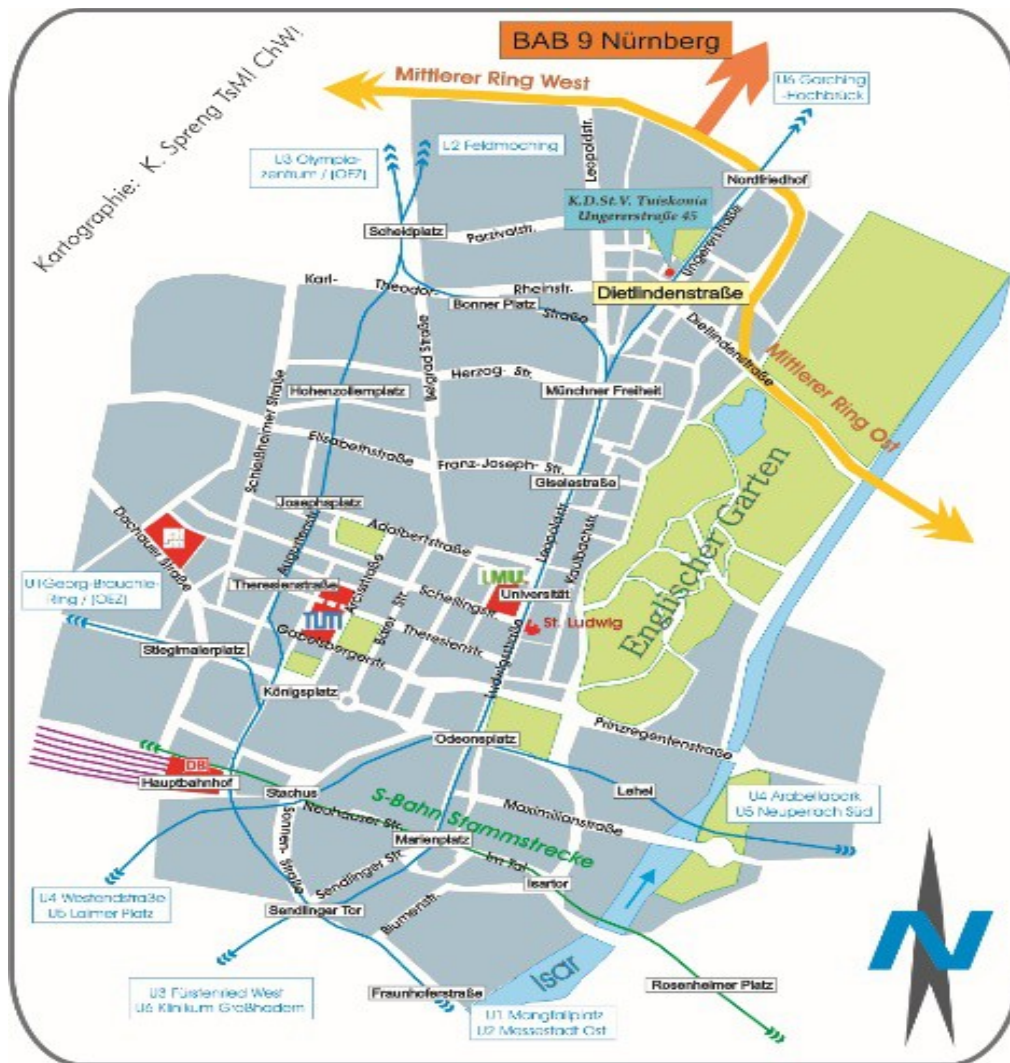 BAB 9 Nürnberg
Mittlerer Ring West
Kartographie: K. Spreng TsM! ChW!
U6 Garching
-Hochbrück
U3 Olympia-
zentrum / (OEZ)
U2 Feldmoching
Leopoldstr.
Nordfriedhof
K.D.St.V. Tuiskonia
Ungererstraße 45
Scheidplatz
Parzivalstr.
Ungererstraße
Karl-
Theodor-
Rheinstr.
Dietlindenstraße
Bonner Platz
Straße
Dietlindenstraße
Belgrad Straße
Mittlerer Ring Ost
Schleißheimer Straße
Herzog- Str.
Hohenzollernplatz
Münchner Freiheit
Elisabethstraße
Franz-Joseph- Str.
Giselastraße
Josephsplatz
Englischer Garten
Dachauer straße
Augustenstr.
Adalbertstraße
Leopoldstr.
Kaulbachstr.
U1Georg-Brauchle-
Ring / (OEZ)
Theresienstraße
Arcisstraße
LMU
Universität
Schellingstr.
TUM
Barer Str.
St. Ludwig
Gabelsbergerstr.
Theresienstr.
Stieglmaierplatz
Ludwigstraße
Königsplatz
Prinzregentenstraße
Odeonsplatz
DB
Hauptbahnhof
Stachus
Lehel
U4 Arabellapark
U5 Neuperlach Süd
S-Bahn Stammstrecke
Maximilianstraße
Neuhauser Str.
Sonnen-
straße
Marienplatz
Im Tal
Isartor
Sendlinger Str.
U4 Westendstraße
U5 Laimer Platz
Sendlinger Tor
Blumenstr.
N
Isar
U3 Fürstenried West
U6 Klinikum Großhadern
Fraunhoferstraße
Rosenheimer Platz
U1 Mangfallplatz
U2 Messestadt Ost